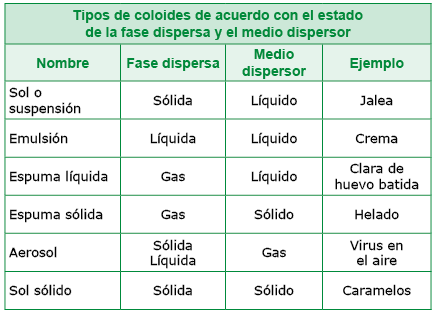 Tipos de coloides de acuerdo con el estado
de la fase dispersa y el medio dispersor
Nombre Fase dispersa Medio dispersor Ejemplo
Sol o suspensión Sólida Líquido Jalea
Emulsión Líquida Líquido Crema
Espuma líquida Gas Líquido Clara de huevo batida
Espuma sólida Gas Sólido Helado
Aerosol Sólida Líquida Gas Virus en el aire
Sol sólido Sólida Sólido Caramelos